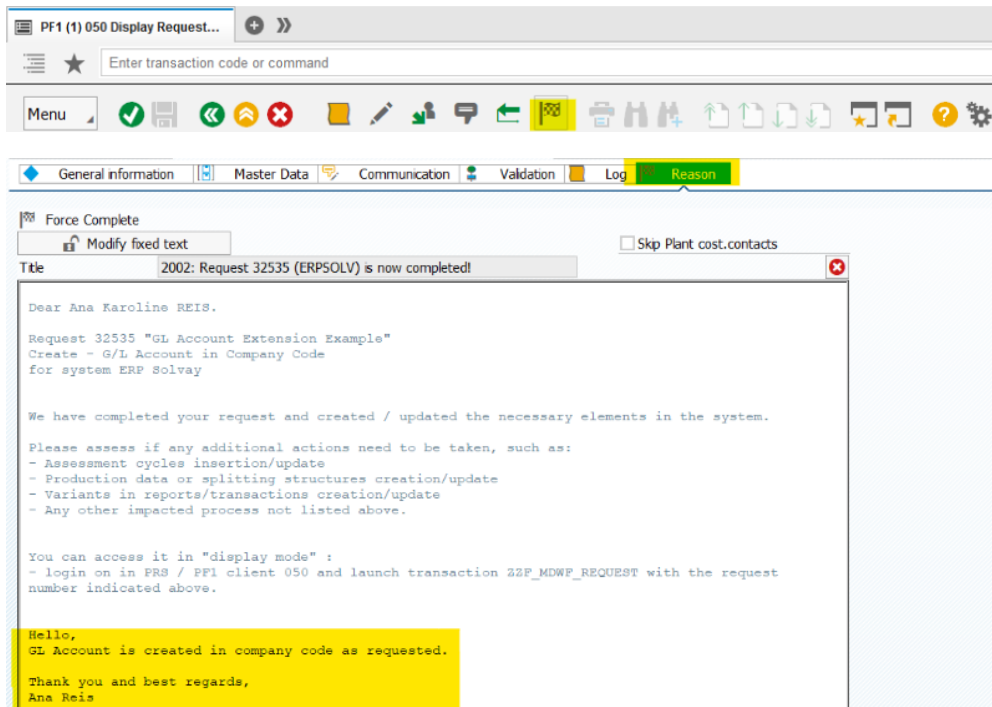 PF1 (1) 050 Display Request...
Enter transaction code or command
Menu
General information Master Data Communication Validation Log Reason
Force Complete
Modify fixed text
Skip Plant cost.contacts
Title 2002: Request 32535 (ERPSOLV) is now completed!
Dear Ana Karoline REIS.
Request 32535 "GL Account Extension Example"
Create - G/L Account in Company Code
for system ERP Solvay
We have completed your request and created / updated the necessary elements in the system.
Please assess if any additional actions need to be taken, such as:
- Assessment cycles insertion/update
- Production data or splitting structures creation/update
- Variants in reports/transactions creation/update
- Any other impacted process not listed above.
You can access it in "display mode" :
- login on in PRS / PF1 client 050 and launch transaction ZZF_MDWF_REQUEST with the request
number indicated above.
Hello,
GL Account is created in company code as requested.
Thank you and best regards,
Ana Reis